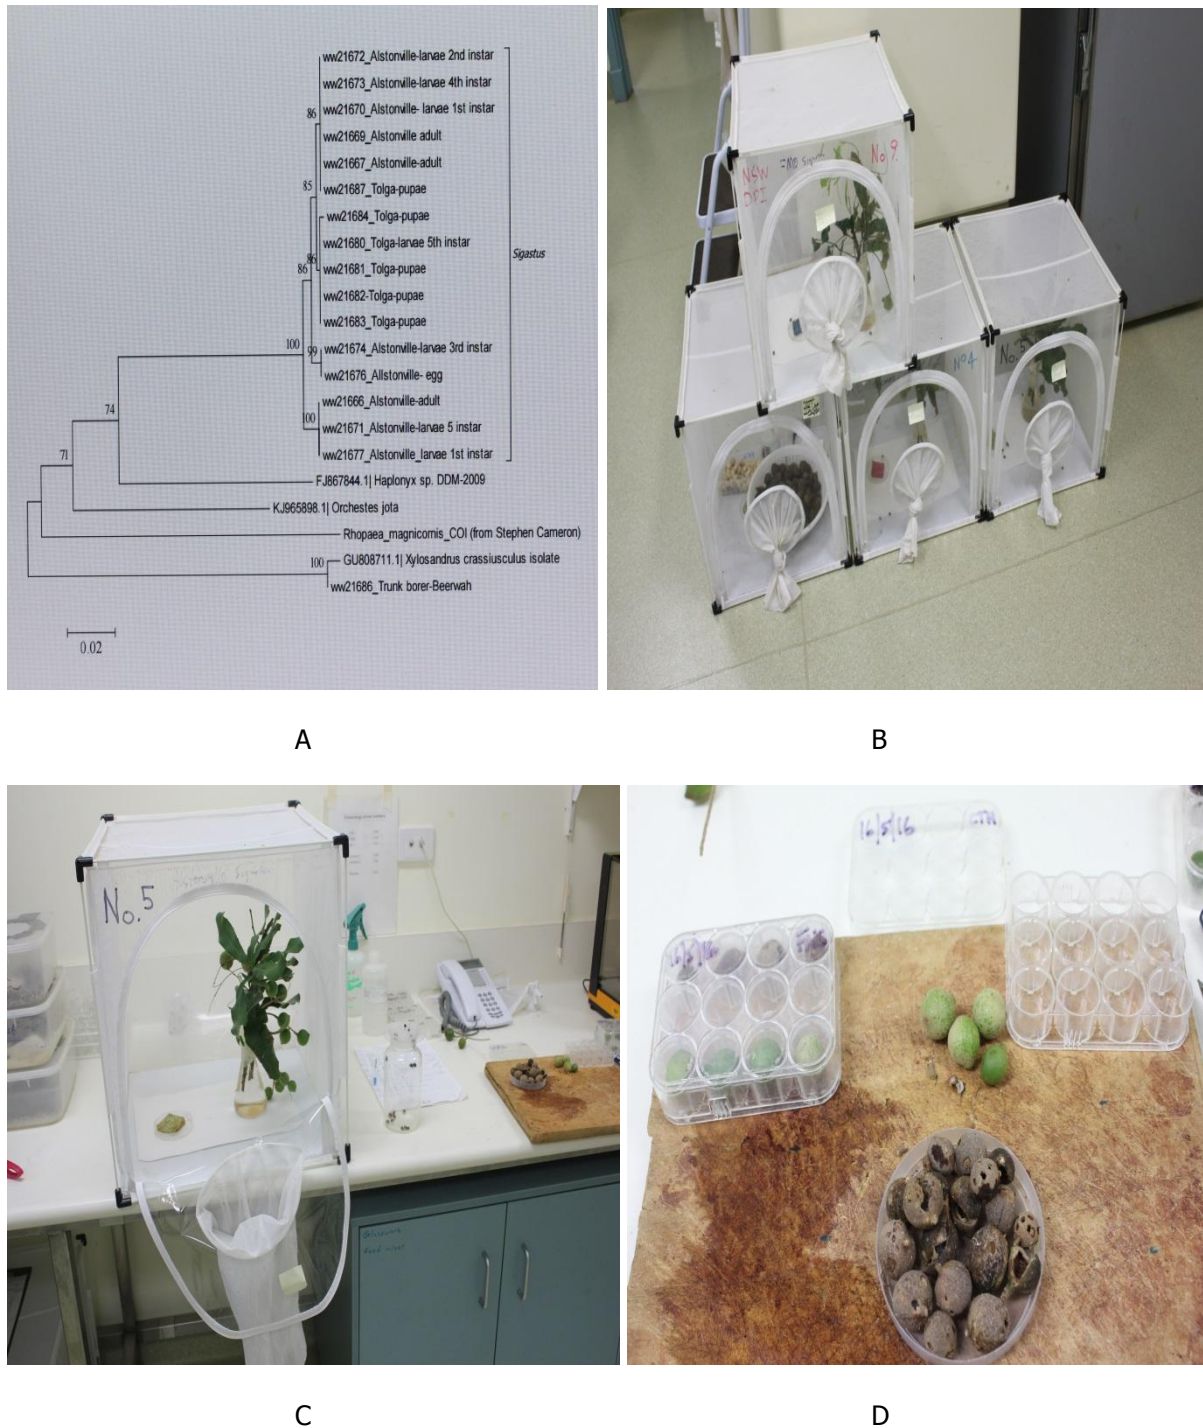 ww21672_Alstonville-larvae 2nd instar
ww21673_Alstonville-larvae 4th instar
86
ww21670_Alstonville- larvae 1st instar
ww21669_Alstonville adult
ww21667_Alstonville-adult
85
ww21687_Tolga-pupae
ww21684_Tolga-pupae
ww21680_Tolga-larvae 5th instar
Sigastus
86
86
ww21681_Tolga-pupae
ww21682-Tolga-pupae
ww21683_Tolga-pupae
100
99
ww21674_Alstonville-larvae 3rd instar
ww21676_Allstonville- egg
ww21666_Alstonville-adult
74
100
ww21671_Alstonville-larvae 5 instar
71
ww21677_Alstonville_larvae 1st instar
FJ867844.1| Haplonyx sp. DDM-2009
KJ965898.1| Orchestes jota
Rhopaea_magnicornis_COI (from Stephen Cameron)
100
GU808711.1| Xylosandrus crassiusculus isolate
ww21686_Trunk borer-Beerwah
0.02
NSW
DPI
No 9.
No 4
No.5
A
B
No.5
16/5/16
C
D